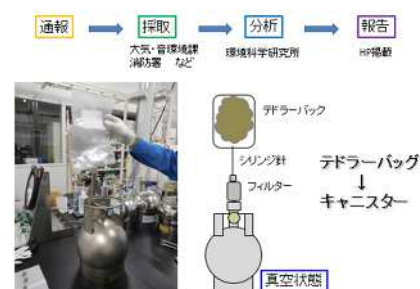 通報
採取
分析
報告
大気・音環境課
消防署 など
環境科学研究所
HP掲載
テドラーバック
シリンジ針
フィルター
テドラーバッグ
↓
キャニスター
真空状態